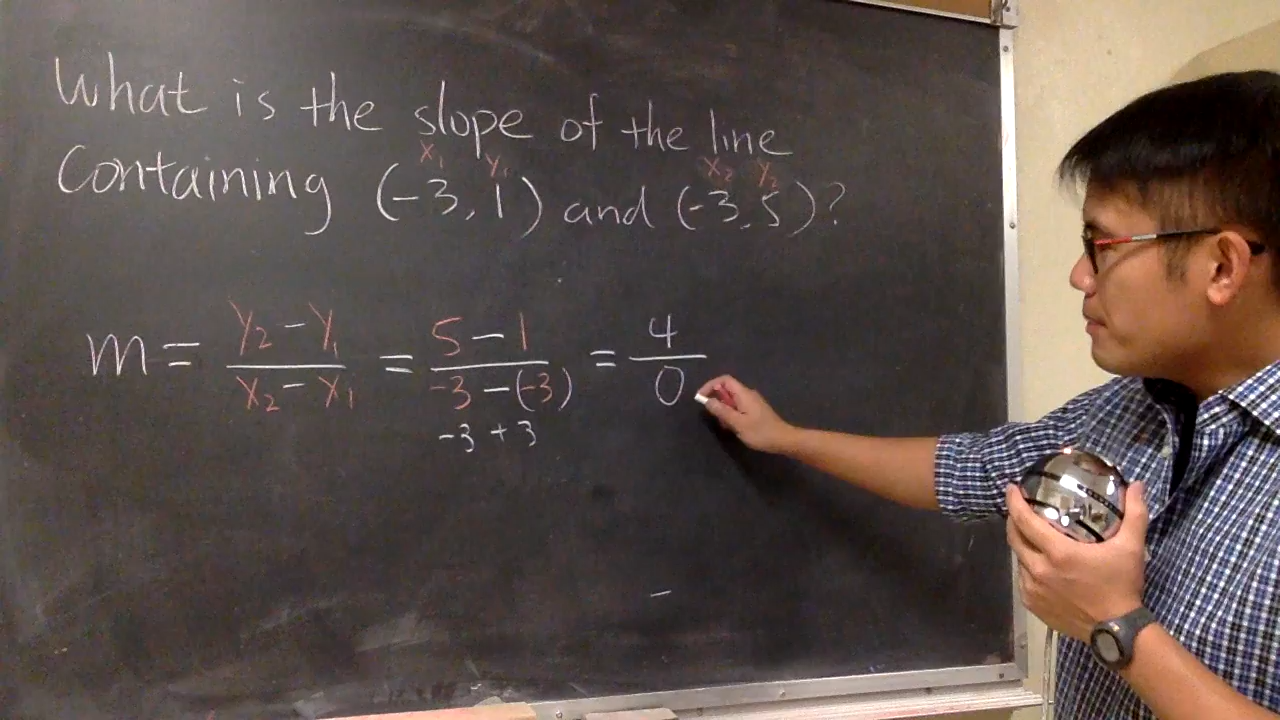 What is the slope of the line
x₁ y₁ x₂ y₂
containing (-3, 1) and (-3, 5)?
m = (y₂ - y₁)/(x₂ - x₁) = (5 - 1)/(-3 - (-3)) = 4/0
-3 + 3